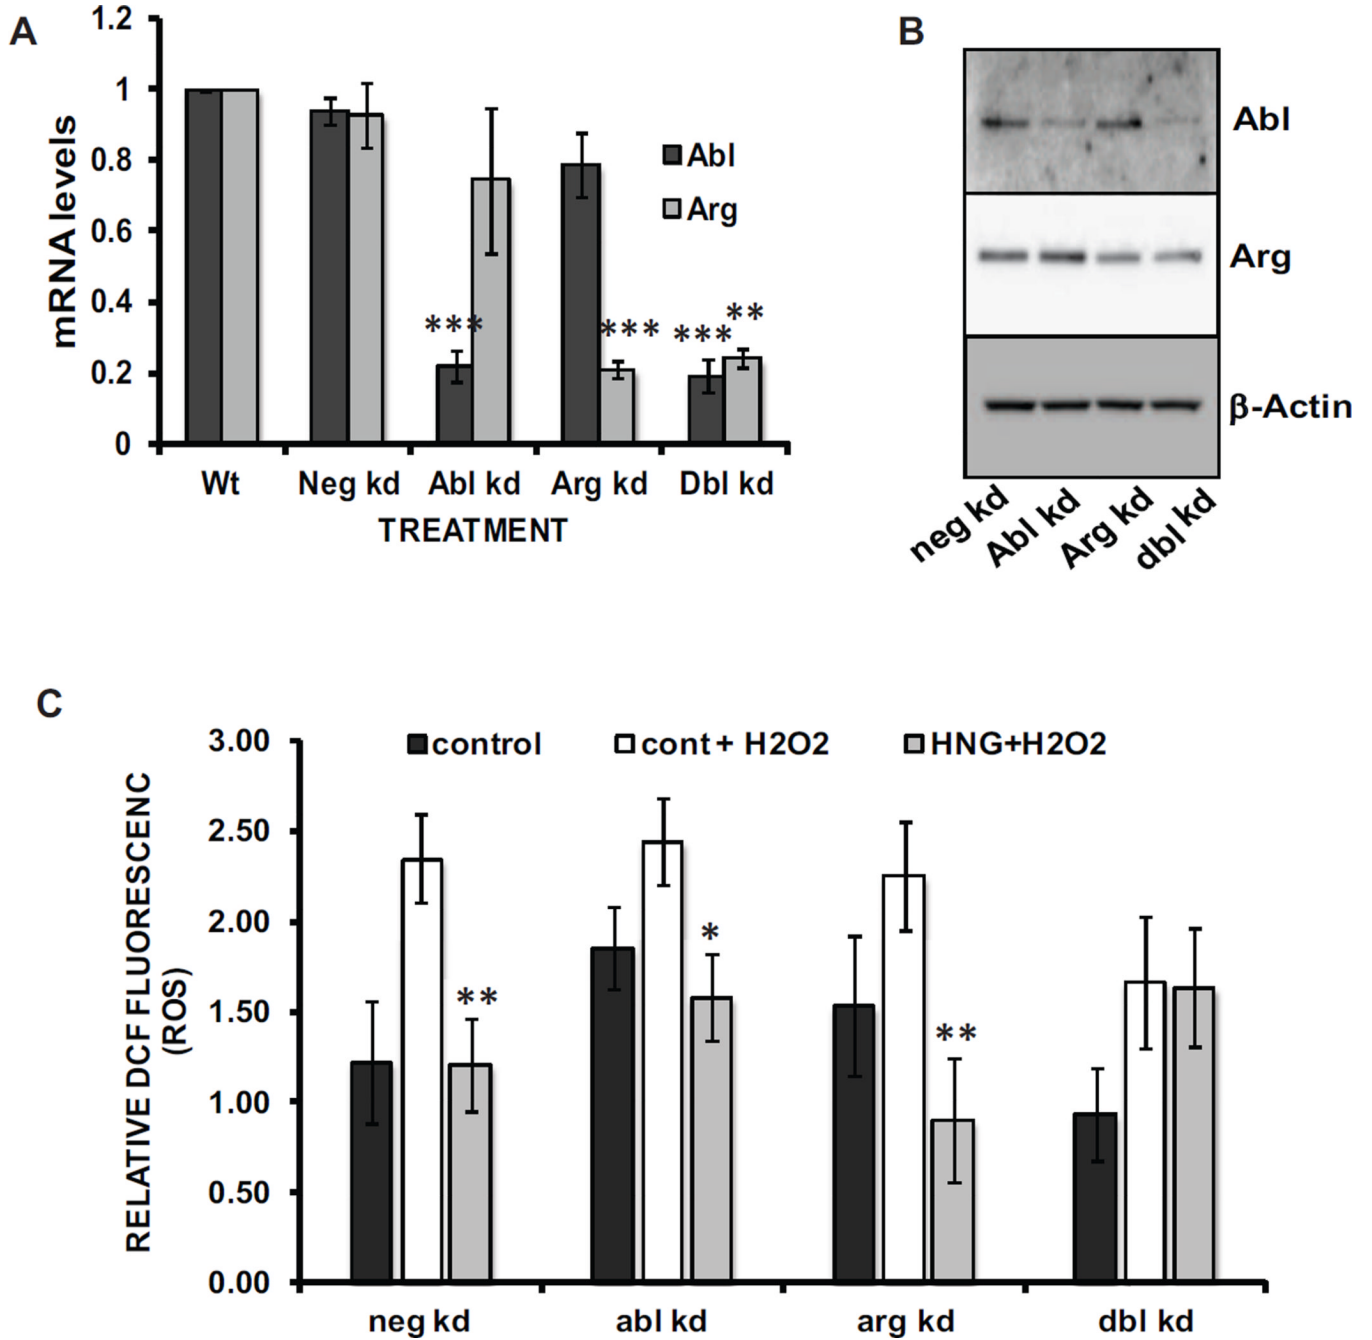 A
1.2
1
0.8
0.6
0.4
0.2
0
mRNA levels
Abl
Arg
***
***
***
**
Wt Neg kd Abl kd Arg kd Dbl kd
TREATMENT
B
Abl
Arg
β-Actin
neg kd Abl kd Arg kd dbl kd
C
control cont + H2O2 HNG+H2O2
3.00
2.50
2.00
1.50
1.00
0.50
0.00
RELATIVE DCF FLUORESCENC
(ROS)
**
*
**
neg kd abl kd arg kd dbl kd